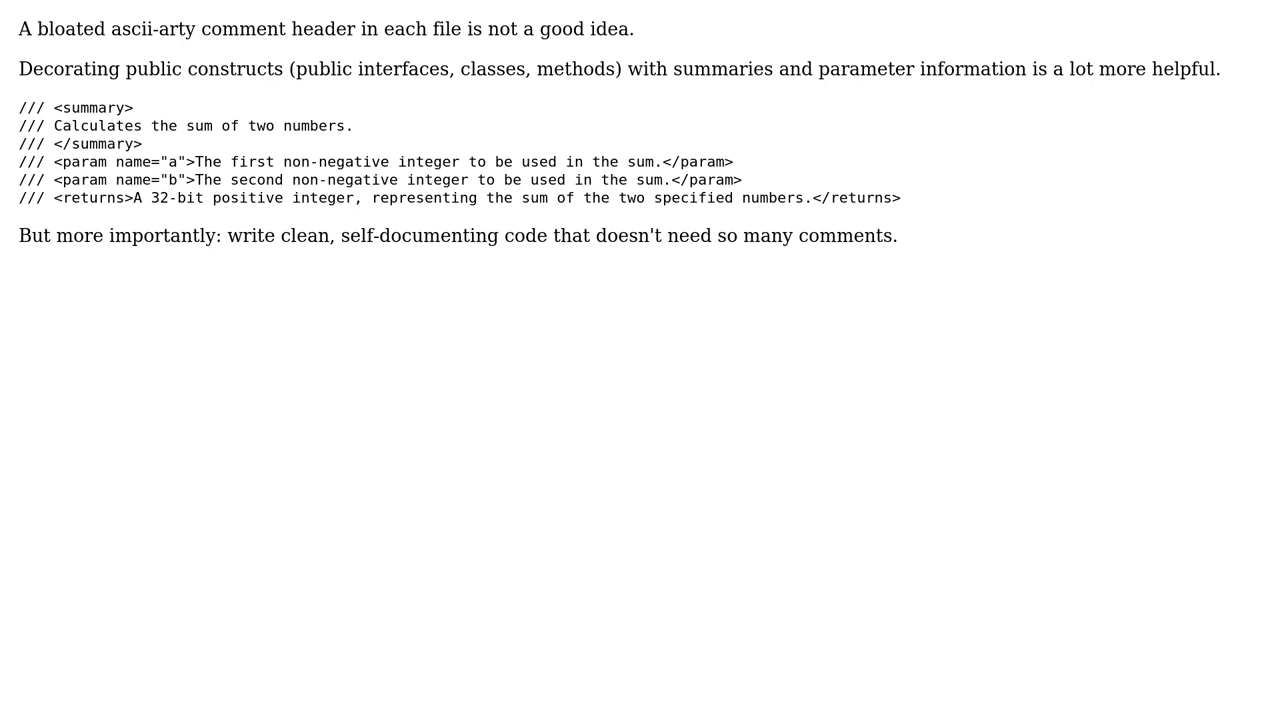 A bloated ascii-arty comment header in each file is not a good idea.
Decorating public constructs (public interfaces, classes, methods) with summaries and parameter information is a lot more helpful.
/// <summary>
/// Calculates the sum of two numbers.
/// </summary>
/// <param name="a">The first non-negative integer to be used in the sum.</param>
/// <param name="b">The second non-negative integer to be used in the sum.</param>
/// <returns>A 32-bit positive integer, representing the sum of the two specified numbers.</returns>
But more importantly: write clean, self-documenting code that doesn't need so many comments.